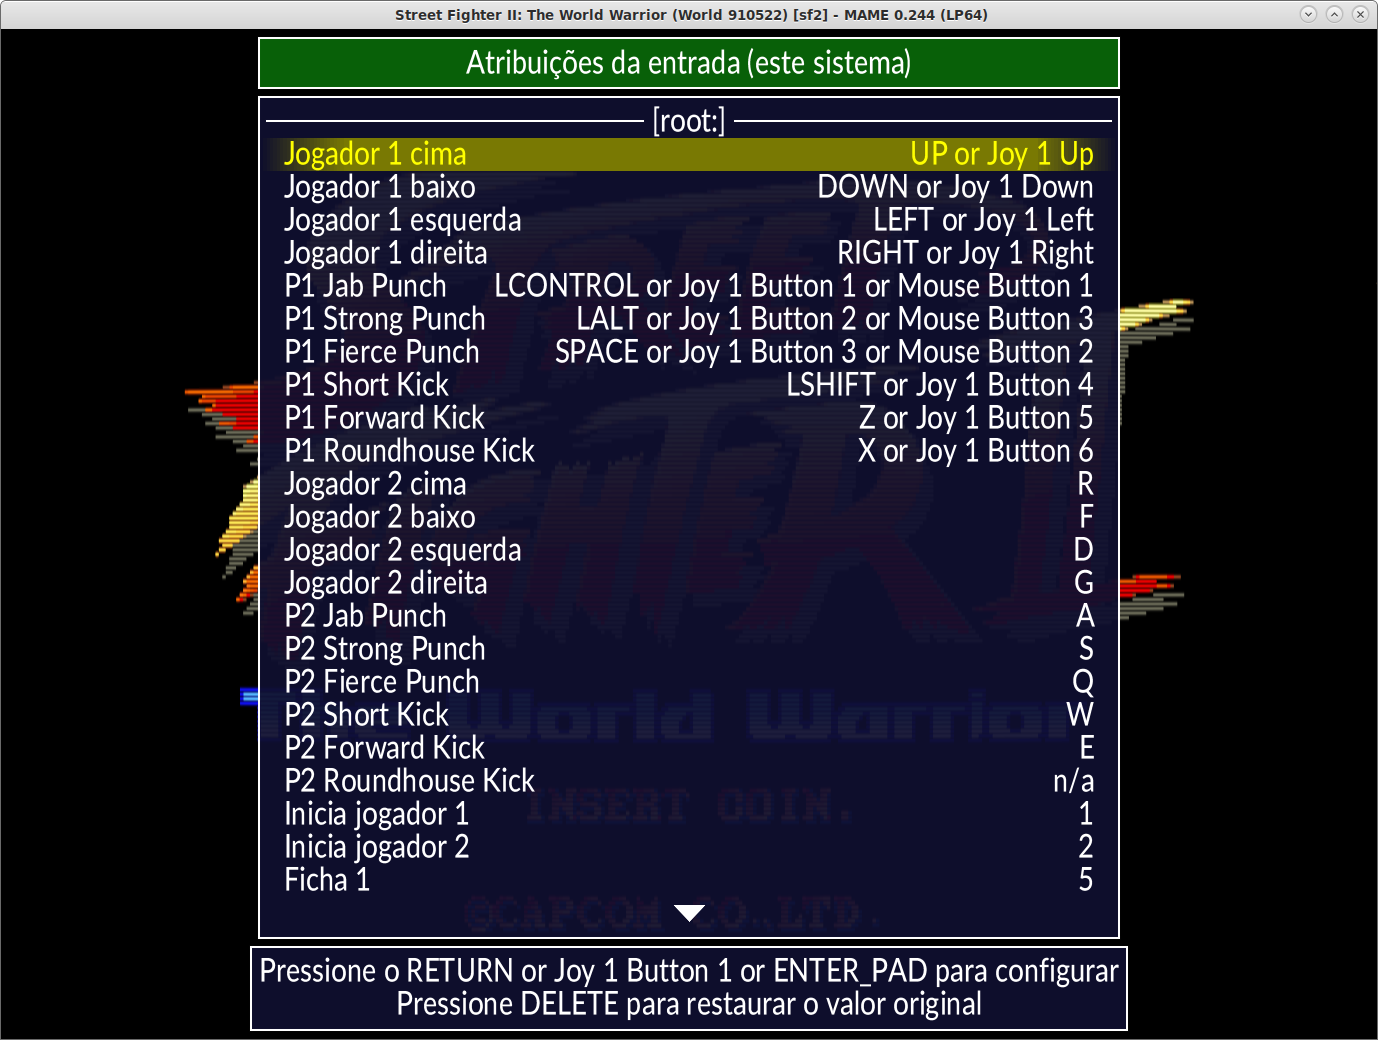 Street Fighter II: The World Warrior (World 910522) [sf2] - MAME 0.244 (LP64)
Atribuições da entrada (este sistema)
[root:]
Jogador 1 cima UP or Joy 1 Up
Jogador 1 baixo DOWN or Joy 1 Down
Jogador 1 esquerda LEFT or Joy 1 Left
Jogador 1 direita RIGHT or Joy 1 Right
P1 Jab Punch LCONTROL or Joy 1 Button 1 or Mouse Button 1
P1 Strong Punch LALT or Joy 1 Button 2 or Mouse Button 3
P1 Fierce Punch SPACE or Joy 1 Button 3 or Mouse Button 2
P1 Short Kick LSHIFT or Joy 1 Button 4
P1 Forward Kick Z or Joy 1 Button 5
P1 Roundhouse Kick X or Joy 1 Button 6
Jogador 2 cima R
Jogador 2 baixo F
Jogador 2 esquerda D
Jogador 2 direita G
P2 Jab Punch A
P2 Strong Punch S
P2 Fierce Punch Q
P2 Short Kick W
World Warrior
P2 Forward Kick E
P2 Roundhouse Kick n/a
INSERT COIN.
Inicia jogador 1 1
Inicia jogador 2 2
Ficha 1 5
©CAPCOM CO.,LTD.
Pressione o RETURN or Joy 1 Button 1 or ENTER_PAD para configurar
Pressione DELETE para restaurar o valor original